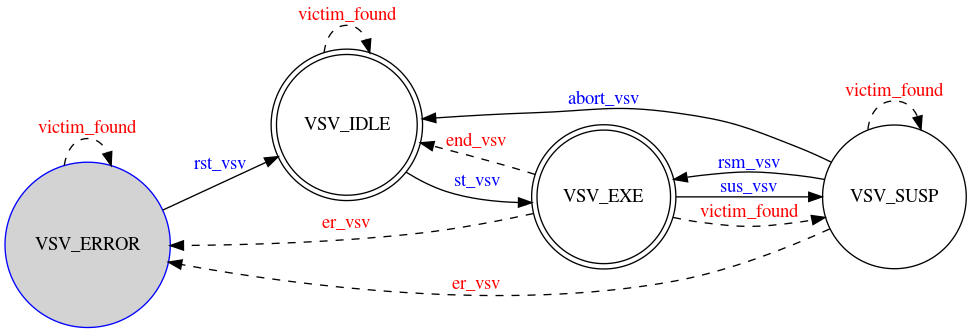 victim_found
victim_found
abort_vsv
victim_found
VSV_IDLE
end_vsv
rst_vsv
st_vsv
rsm_vsv
sus_vsv
VSV_EXE
VSV_SUSP
victim_found
er_vsv
VSV_ERROR
er_vsv